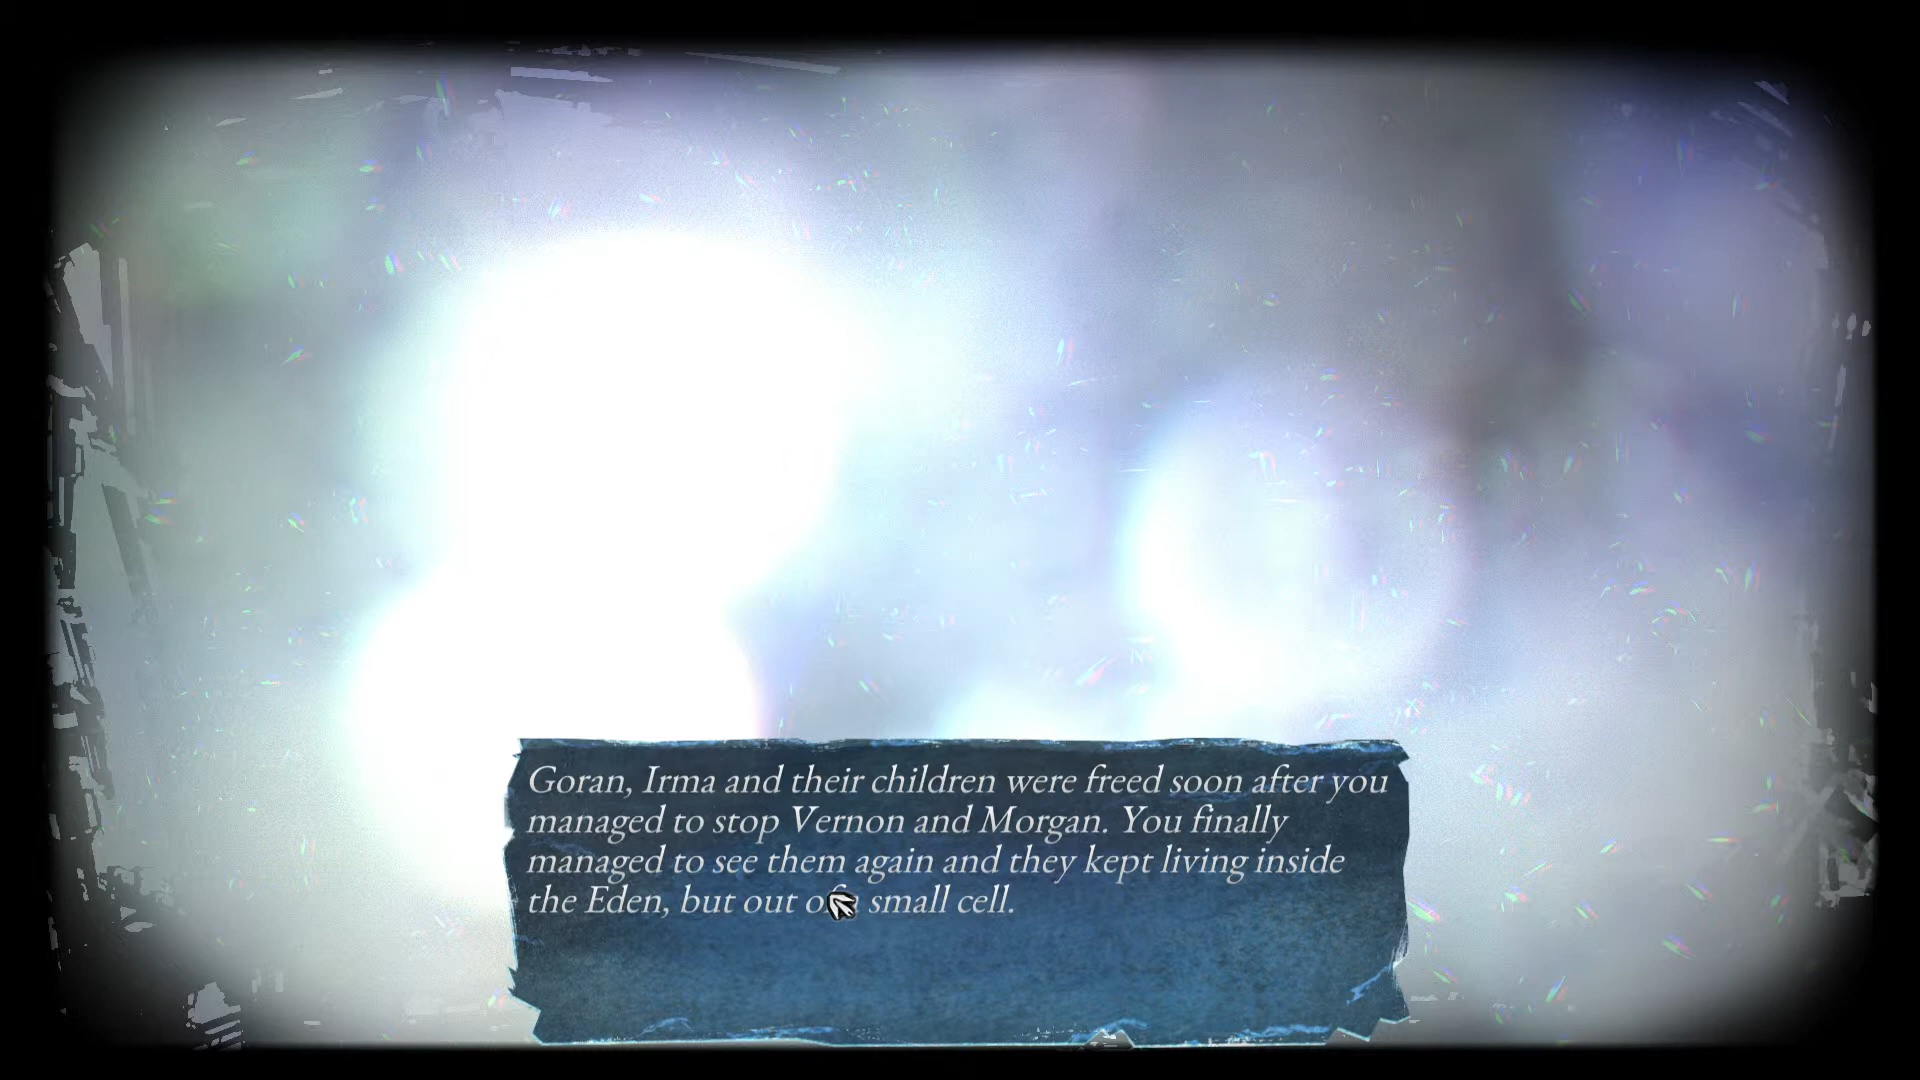 Goran, Irma and their children were freed soon after you
managed to stop Vernon and Morgan. You finally
managed to see them again and they kept living inside
the Eden, but out of a small cell.